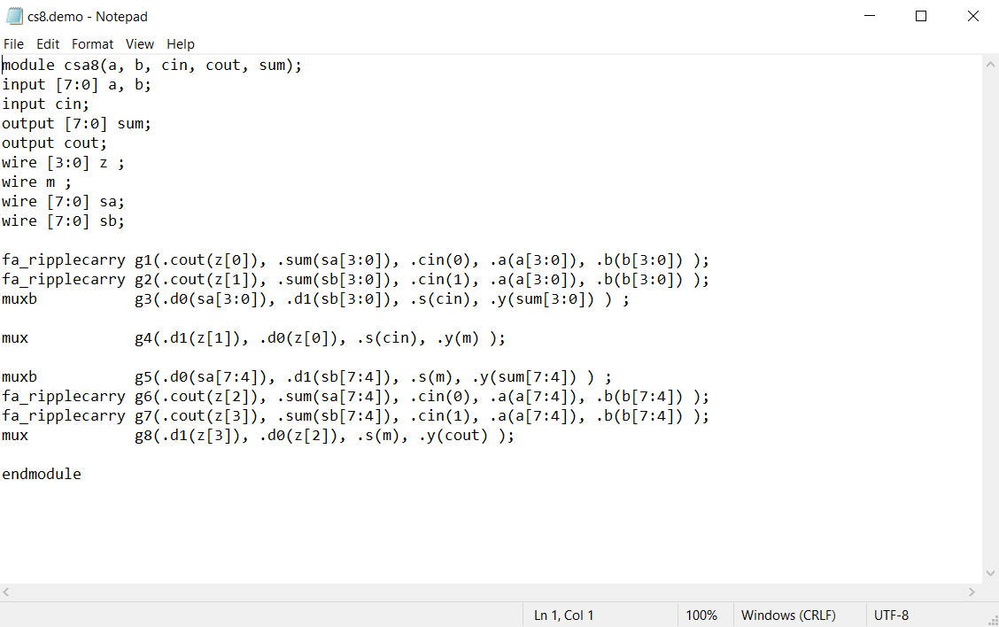 cs8.demo - Notepad
File Edit Format View Help
module csa8(a, b, cin, cout, sum);
input [7:0] a, b;
input cin;
output [7:0] sum;
output cout;
wire [3:0] z ;
wire m ;
wire [7:0] sa;
wire [7:0] sb;
fa_ripplecarry g1(.cout(z[0]), .sum(sa[3:0]), .cin(0), .a(a[3:0]), .b(b[3:0]) );
fa_ripplecarry g2(.cout(z[1]), .sum(sb[3:0]), .cin(1), .a(a[3:0]), .b(b[3:0]) );
muxb           g3(.d0(sa[3:0]), .d1(sb[3:0]), .s(cin), .y(sum[3:0]) ) ;
mux            g4(.d1(z[1]), .d0(z[0]), .s(cin), .y(m) );
muxb           g5(.d0(sa[7:4]), .d1(sb[7:4]), .s(m), .y(sum[7:4]) ) ;
fa_ripplecarry g6(.cout(z[2]), .sum(sa[7:4]), .cin(0), .a(a[7:4]), .b(b[7:4]) );
fa_ripplecarry g7(.cout(z[3]), .sum(sb[7:4]), .cin(1), .a(a[7:4]), .b(b[7:4]) );
mux            g8(.d1(z[3]), .d0(z[2]), .s(m), .y(cout) );
endmodule
Ln 1, Col 1 100% Windows (CRLF) UTF-8